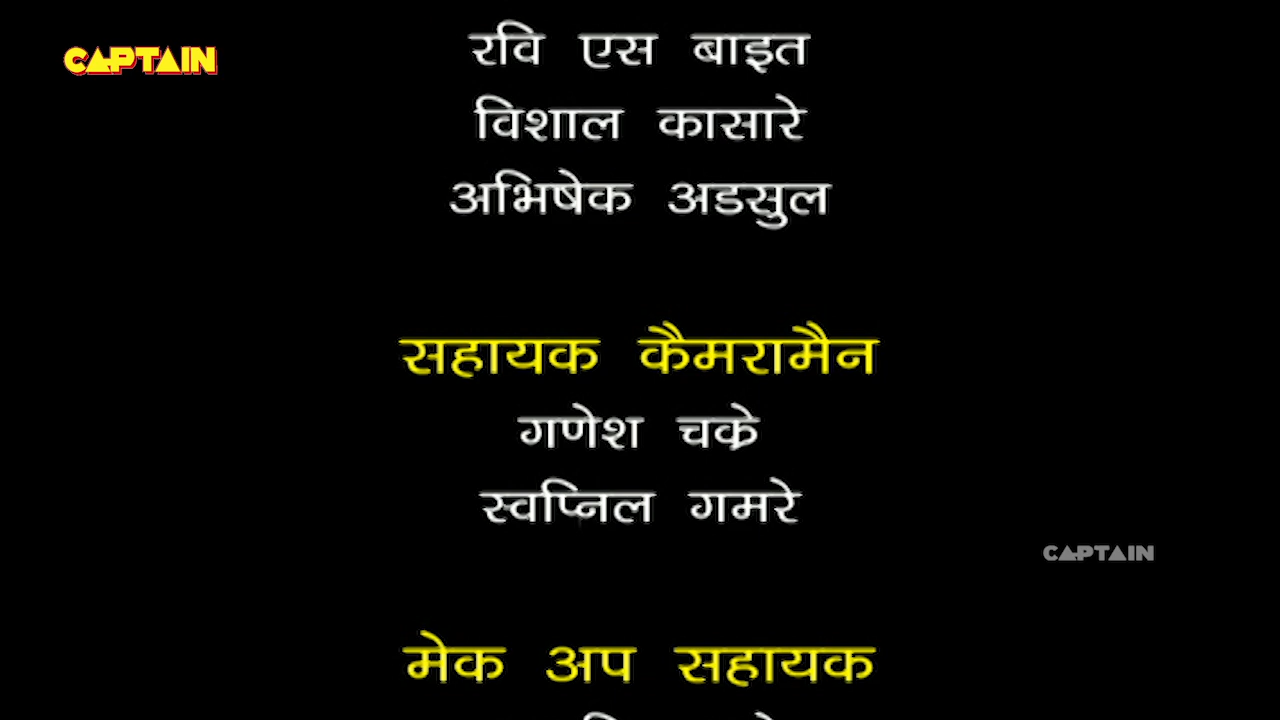 CAPTAIN
रवि एस बाइत
विशाल कासारे
अभिषेक अडसुल
सहायक कैमरामैन
गणेश चक्रे
स्वप्निल गमरे
CAPTAIN
मेक अप सहायक